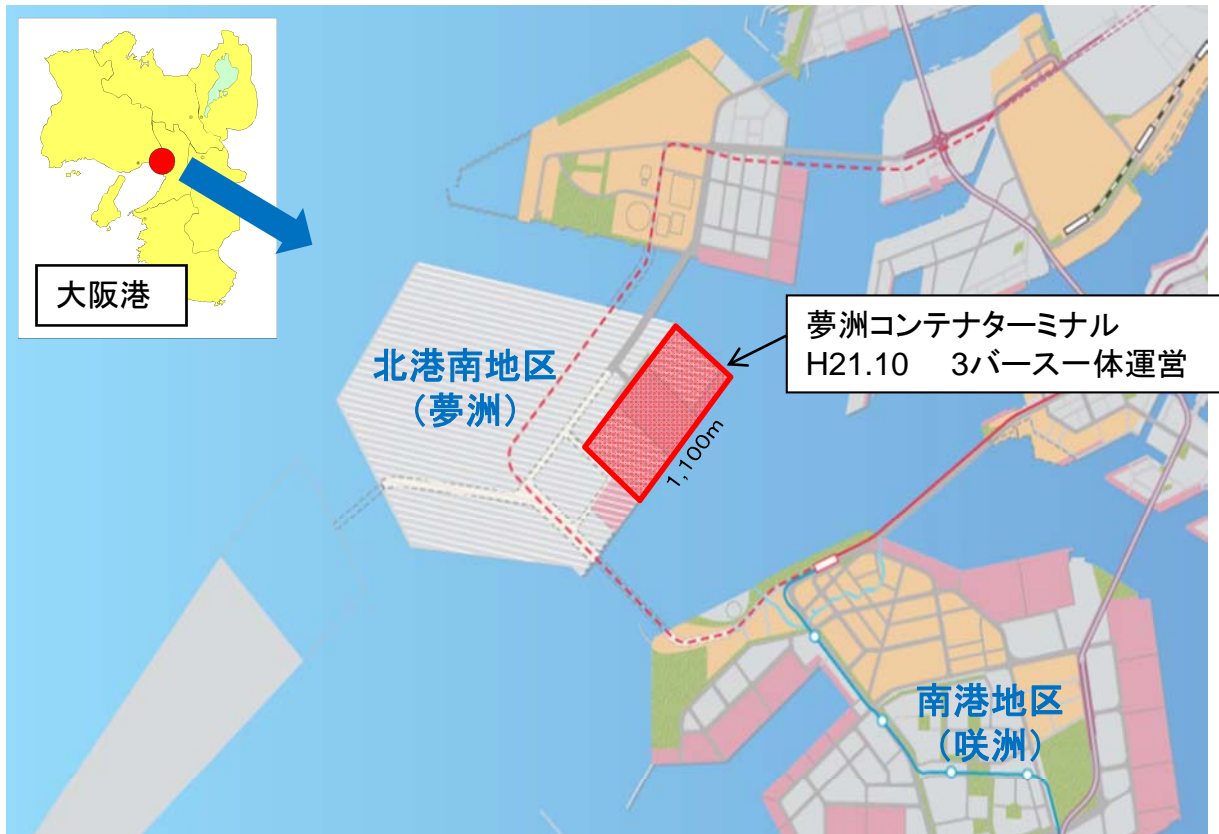 大阪港
北港南地区
（夢洲）
夢洲コンテナターミナル
H21.10　3バース一体運営
1,100m
南港地区
（咲洲）